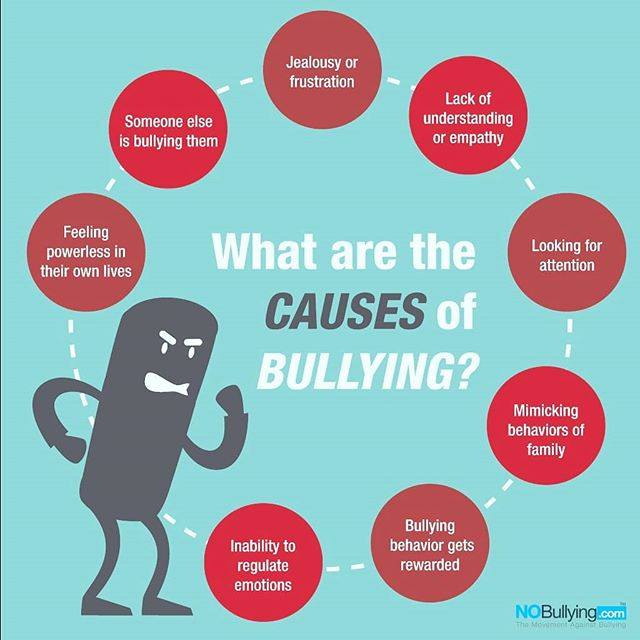 Jealousy or
frustration
Lack of
understanding
or empathy
Someone else
is bullying them
Feeling
powerless in
their own lives
What are the
CAUSES of
BULLYING?
Looking for
attention
Mimicking
behaviors of
family
Bullying
behavior gets
rewarded
Inability to
regulate
emotions
NOBullying.com
The Movement Against Bullying